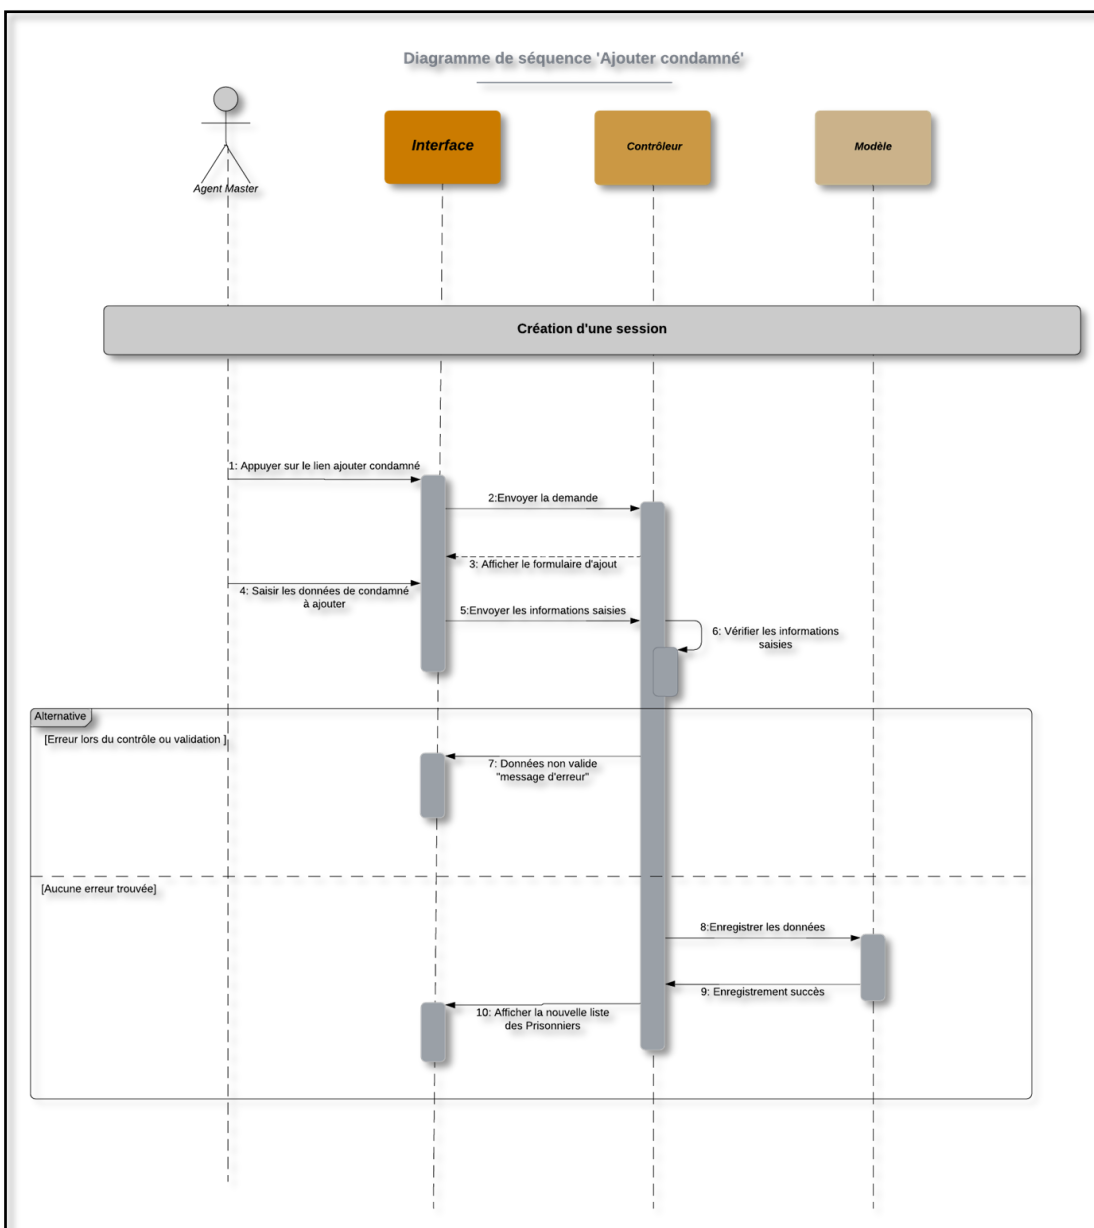 Diagramme de séquence 'Ajouter condamné'
Interface
Contrôleur
Modèle
Agent Master
Création d'une session
1: Appuyer sur le lien ajouter condamné
2:Envoyer la demande
3: Afficher le formulaire d'ajout
4: Saisir les données de condamné
à ajouter
5:Envoyer les informations saisies
6: Vérifier les informations
saisies
Alternative
[Erreur lors du contrôle ou validation ]
7: Données non valide
"message d'erreur"
[Aucune erreur trouvée]
8:Enregistrer les données
9: Enregistrement succès
10: Afficher la nouvelle liste
des Prisonniers